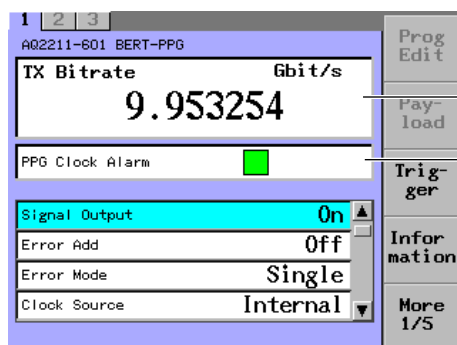 1 2 3
AQ2211-601 BERT-PPG
TX Bitrate Gbit/s
9.953254
PPG Clock Alarm
Signal Output On
Error Add Off
Error Mode Single
Clock Source Internal
Prog
Edit
Pay-
load
Trig-
ger
Infor
mation
More
1/5